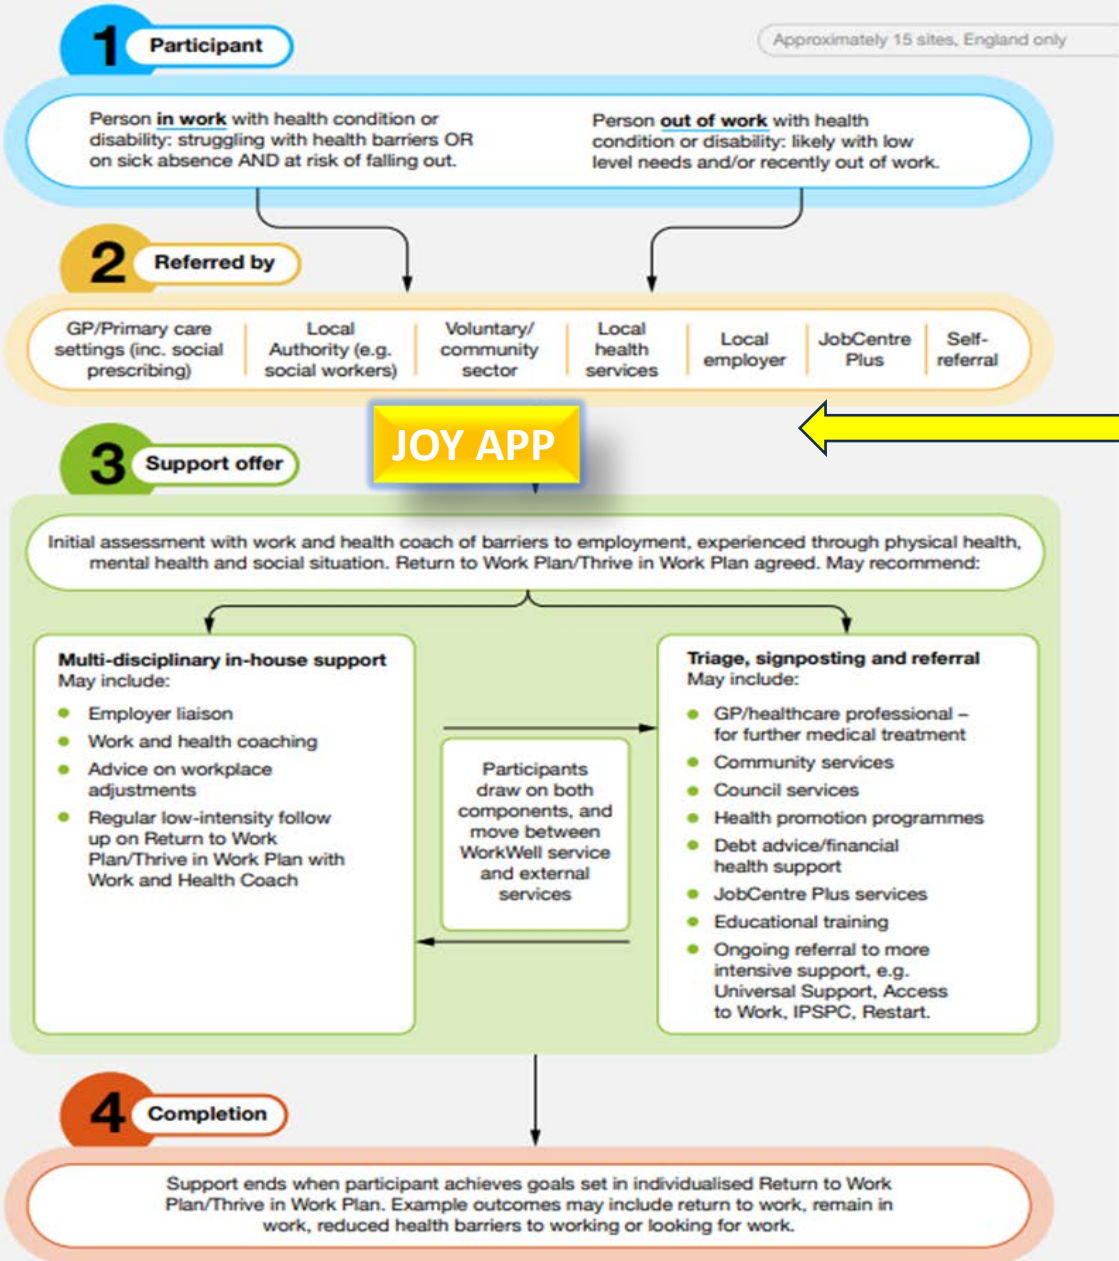 1 Participant
Approximately 15 sites, England only
Person in work with health condition or
disability: struggling with health barriers OR
on sick absence AND at risk of falling out.
Person out of work with health
condition or disability: likely with low
level needs and/or recently out of work.
2 Referred by
GP/Primary care
settings (inc. social
prescribing)
Local
Authority (e.g.
social workers)
Voluntary/
community
sector
Local
health
services
Local
employer
JobCentre
Plus
Self-
referral
JOY APP
3 Support offer
Initial assessment with work and health coach of barriers to employment, experienced through physical health,
mental health and social situation. Return to Work Plan/Thrive in Work Plan agreed. May recommend:
Multi-disciplinary in-house support
May include:
• Employer liaison
• Work and health coaching
• Advice on workplace
adjustments
• Regular low-intensity follow
up on Return to Work
Plan/Thrive in Work Plan with
Work and Health Coach
Participants
draw on both
components, and
move between
WorkWell service
and external
services
Triage, signposting and referral
May include:
• GP/healthcare professional –
for further medical treatment
• Community services
• Council services
• Health promotion programmes
• Debt advice/financial
health support
• JobCentre Plus services
• Educational training
• Ongoing referral to more
intensive support, e.g.
Universal Support, Access
to Work, IPSPC, Restart.
4 Completion
Support ends when participant achieves goals set in individualised Return to Work
Plan/Thrive in Work Plan. Example outcomes may include return to work, remain in
work, reduced health barriers to working or looking for work.